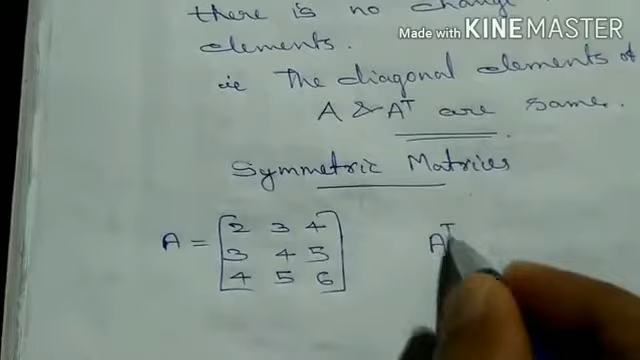 there is no change
Made with KINEMASTER
elements.
ie The diagonal elements of
A & Aᵀ are same.
Symmetric Matrices
A = [2 3 4
3 4 5
4 5 6]
Aᵀ